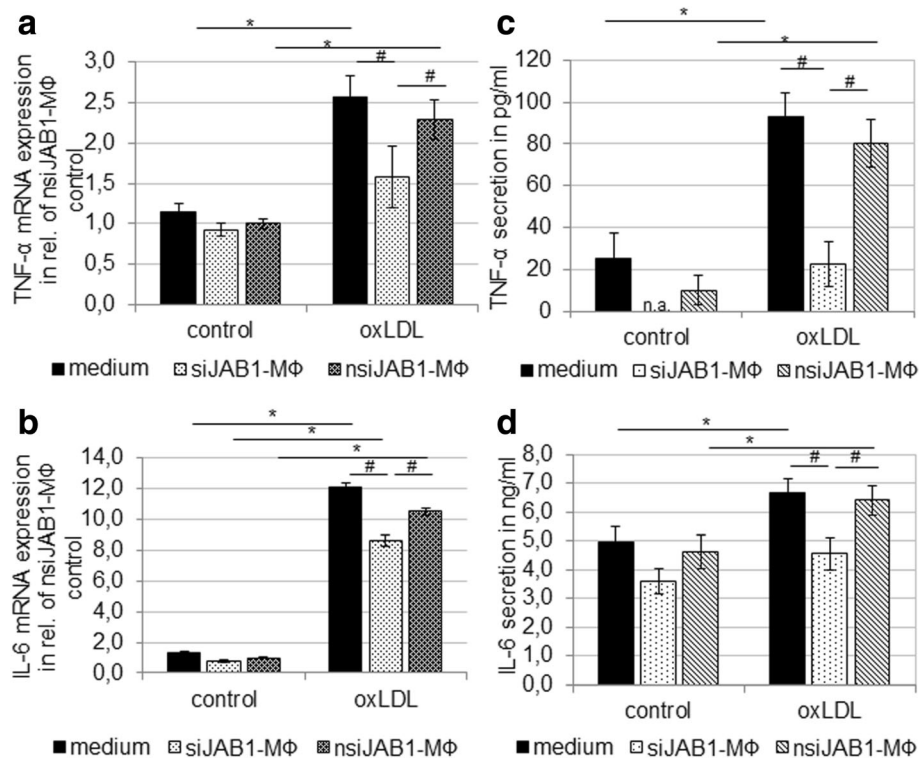 a
* 
*
#
#
TNF-α mRNA expression
in rel. of nsiJAB1-MΦ
control
3,0
2,5
2,0
1,5
1,0
0,5
0,0
control oxLDL
medium siJAB1-MΦ nsiJAB1-MΦ
c
*
*
#
#
TNF-α secretion in pg/ml
120
100
80
60
40
20
0
n.a.
control oxLDL
medium siJAB1-MΦ nsiJAB1-MΦ
b
*
*
*
# #
IL-6 mRNA expression
in rel. of nsiJAB1-MΦ
control
14,0
12,0
10,0
8,0
6,0
4,0
2,0
0,0
control oxLDL
medium siJAB1-MΦ nsiJAB1-MΦ
d
*
*
# #
IL-6 secretion in ng/ml
8,0
7,0
6,0
5,0
4,0
3,0
2,0
1,0
0,0
control oxLDL
medium siJAB1-MΦ nsiJAB1-MΦ